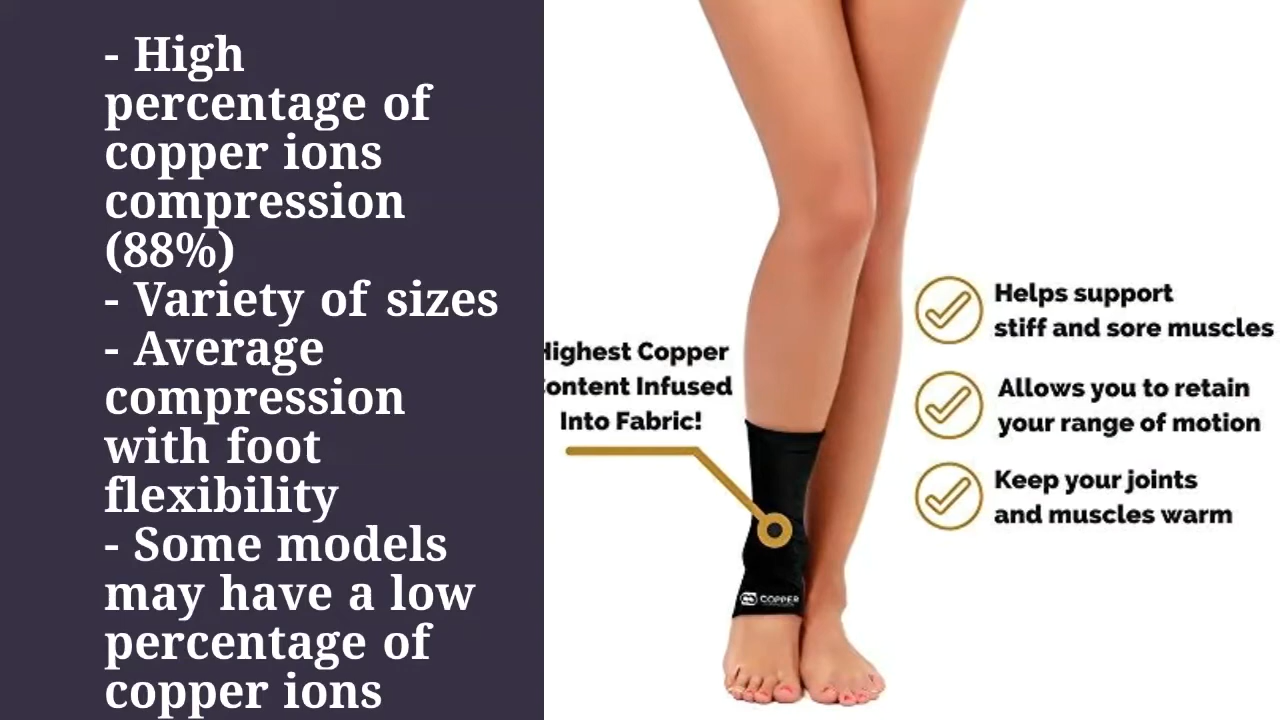 - High
percentage of
copper ions
compression
(88%)
- Variety of sizes
- Average
compression
with foot
flexibility
- Some models
may have a low
percentage of
copper ions
Highest Copper
Content Infused
Into Fabric!
COPPER
Helps support
stiff and sore muscles
Allows you to retain
your range of motion
Keep your joints
and muscles warm